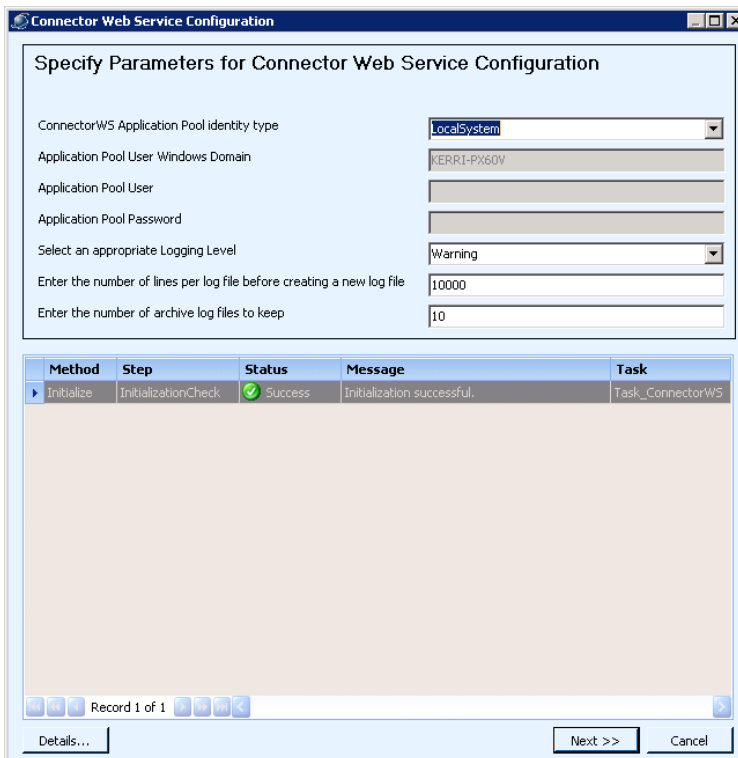 Connector Web Service Configuration
Specify Parameters for Connector Web Service Configuration
ConnectorWS Application Pool identity type LocalSystem
Application Pool User Windows Domain KERRI-PX60V
Application Pool User
Application Pool Password
Select an appropriate Logging Level Warning
Enter the number of lines per log file before creating a new log file 10000
Enter the number of archive log files to keep 10
Method Step Status Message Task
Initialize InitializationCheck Success Initialization successful. Task_ConnectorWS
Record 1 of 1
Details... Next >> Cancel